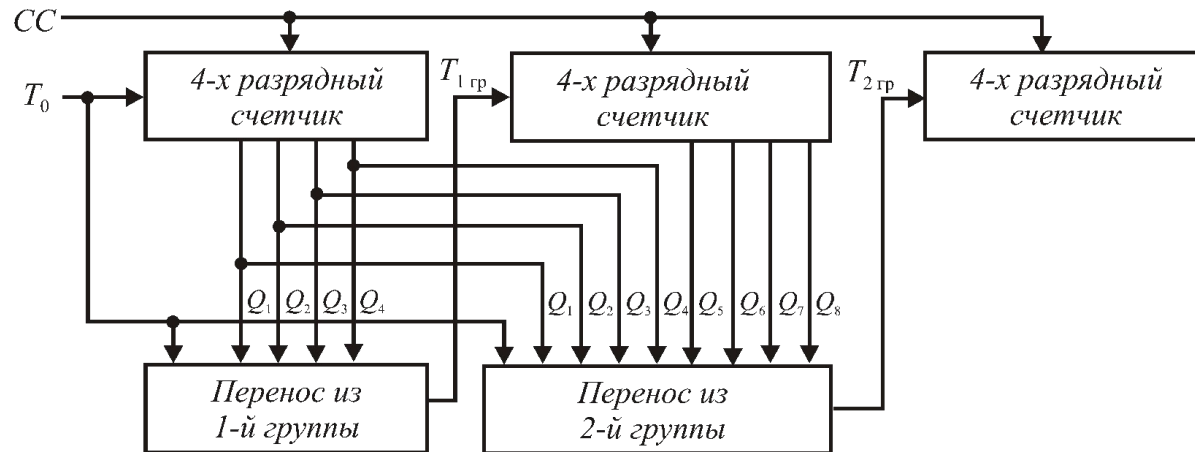 CC
4-х разрядный
счетчик
T₁ гр
4-х разрядный
счетчик
T₂ гр
4-х разрядный
счетчик
T₀
Q₁ Q₂ Q₃ Q₄
Q₁ Q₂ Q₃ Q₄ Q₅ Q₆ Q₇ Q₈
Перенос из
1-й группы
Перенос из
2-й группы